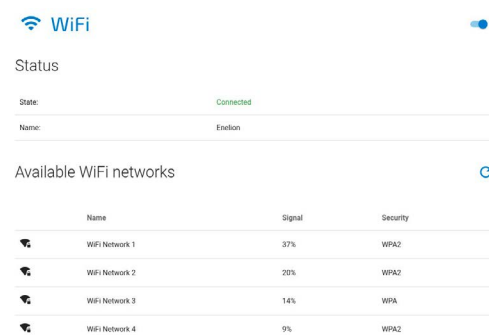 WiFi
Status
State: Connected
Name: Enelion
Available WiFi networks
Name Signal Security
WiFi Network 1 37% WPA2
WiFi Network 2 20% WPA2
WiFi Network 3 14% WPA
WiFi Network 4 9% WPA2